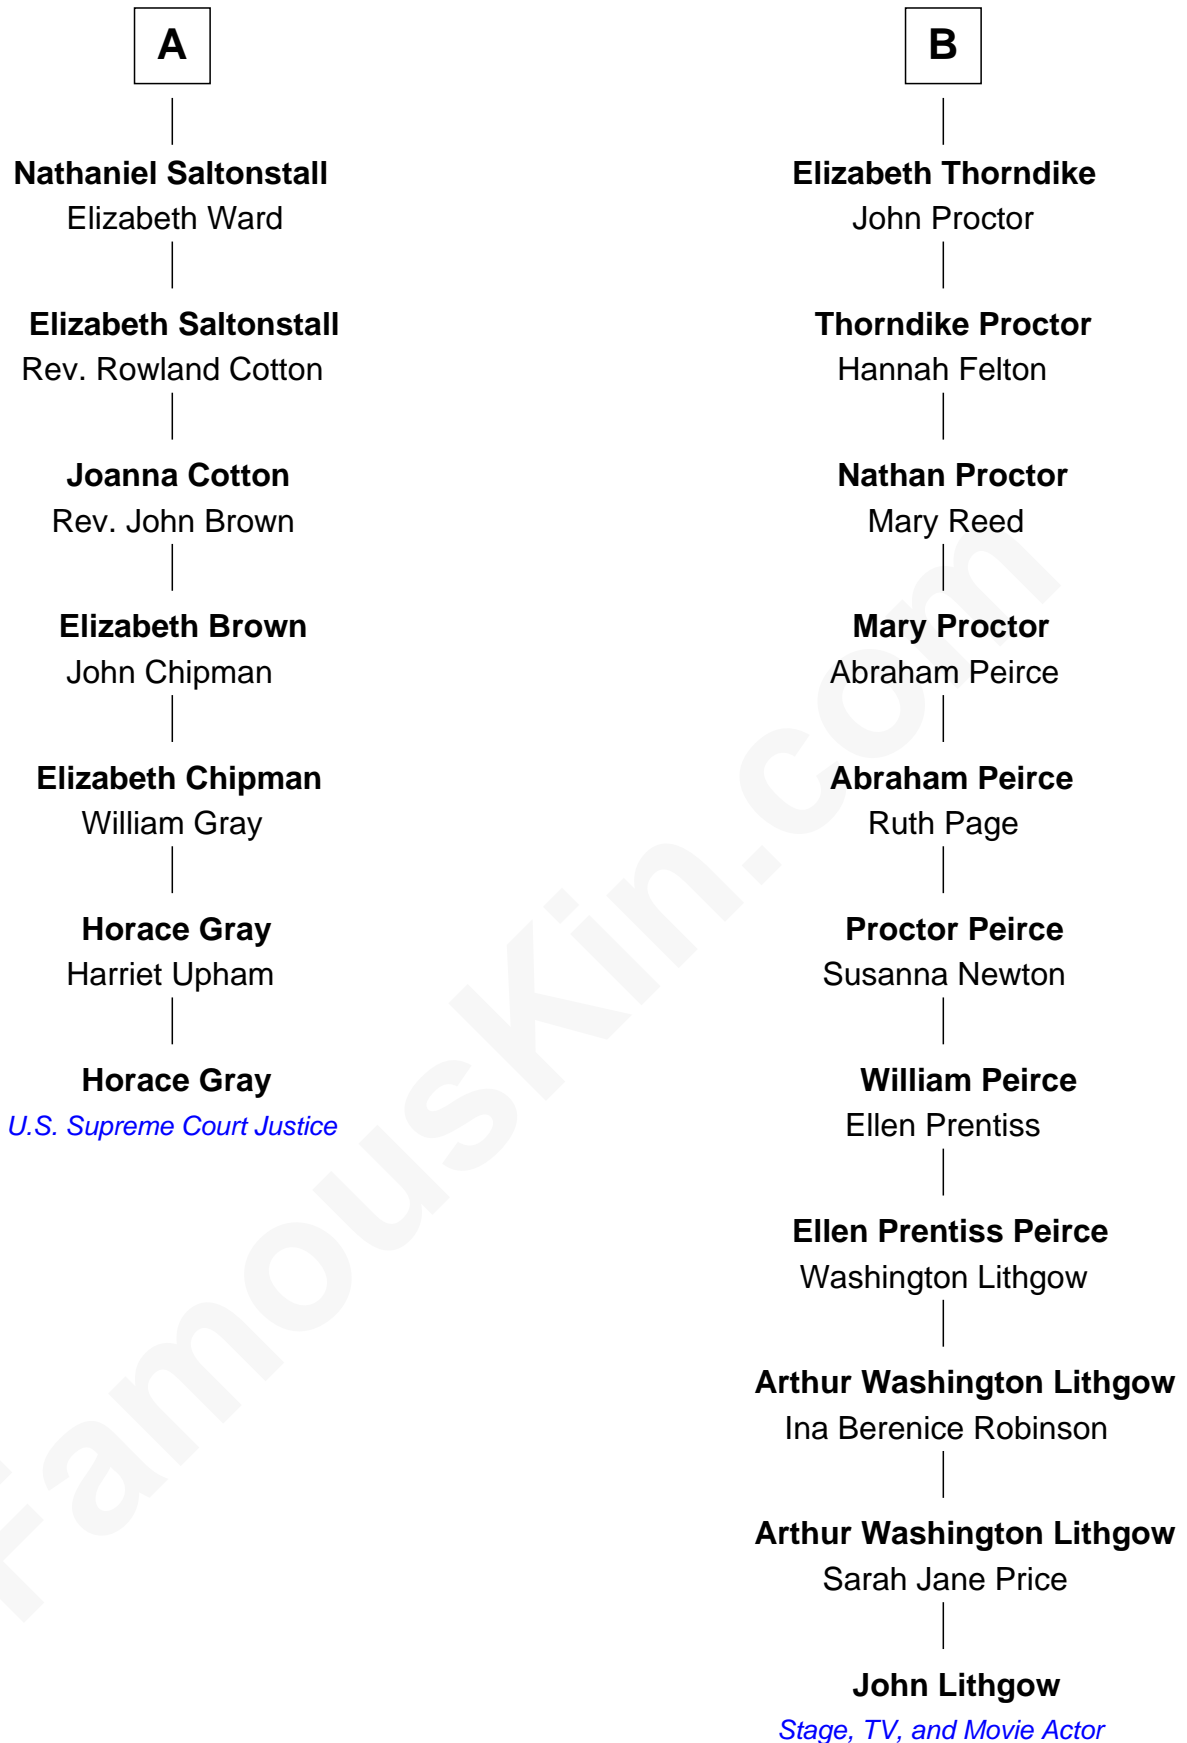 A
Nathaniel Saltonstall
Elizabeth Ward
Elizabeth Saltonstall
Rev. Rowland Cotton
Joanna Cotton
Rev. John Brown
Elizabeth Brown
John Chipman
Elizabeth Chipman
William Gray
Horace Gray
Harriet Upham
Horace Gray
U.S. Supreme Court Justice
B
Elizabeth Thorndike
John Proctor
Thorndike Proctor
Hannah Felton
Nathan Proctor
Mary Reed
Mary Proctor
Abraham Peirce
Abraham Peirce
Ruth Page
Proctor Peirce
Susanna Newton
William Peirce
Ellen Prentiss
Ellen Prentiss Peirce
Washington Lithgow
Arthur Washington Lithgow
Ina Berenice Robinson
Arthur Washington Lithgow
Sarah Jane Price
John Lithgow
Stage, TV, and Movie Actor
FamousKin.com